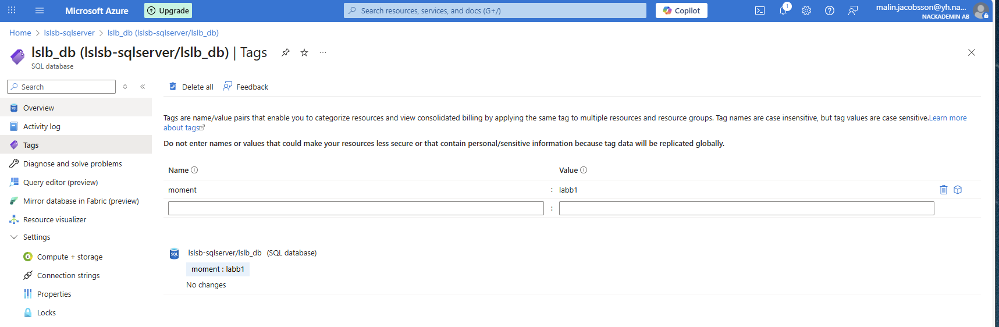 Microsoft Azure
Upgrade
Search resources, services, and docs (G+/)
Copilot
1
malin.jacobsson@yh.na...
NACKADEMIN AB
Home > lslsb-sqlserver > lslb_db (lslsb-sqlserver/lslb_db)
lslb_db (lslsb-sqlserver/lslb_db) | Tags
SQL database
Search
Delete all
Feedback
Overview
Activity log
Tags
Diagnose and solve problems
Query editor (preview)
Mirror database in Fabric (preview)
Resource visualizer
Settings
Compute + storage
Connection strings
Properties
Locks
Tags are name/value pairs that enable you to categorize resources and view consolidated billing by applying the same tag to multiple resources and resource groups. Tag names are case insensitive, but tag values are case sensitive.Learn more
about tags
Do not enter names or values that could make your resources less secure or that contain personal/sensitive information because tag data will be replicated globally.
Name
Value
moment : labb1
:
SQL
lslsb-sqlserver/lslb_db (SQL database)
moment : labb1
No changes